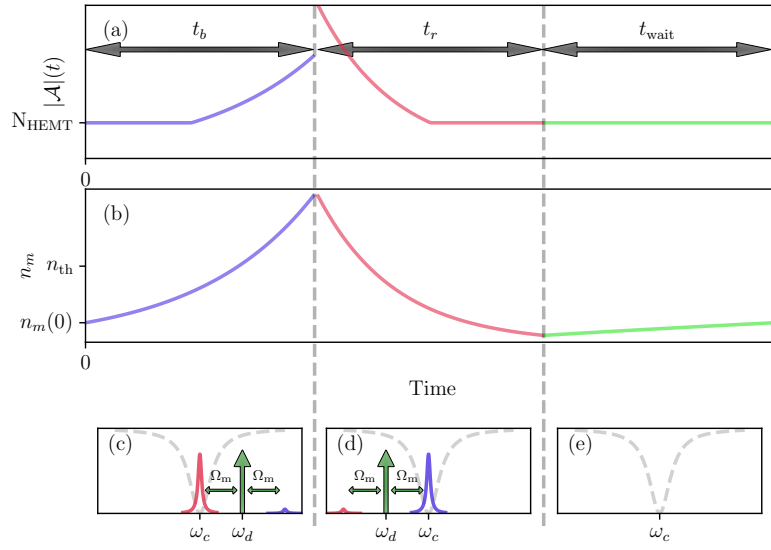 (a)
t_b
t_r
t_wait
|𝒜|(t)
N_HEMT
0
(b)
n_m
n_th
n_m(0)
0
Time
(c)
Ω_m
Ω_m
ω_c
ω_d
(d)
Ω_m
Ω_m
ω_d
ω_c
(e)
ω_c